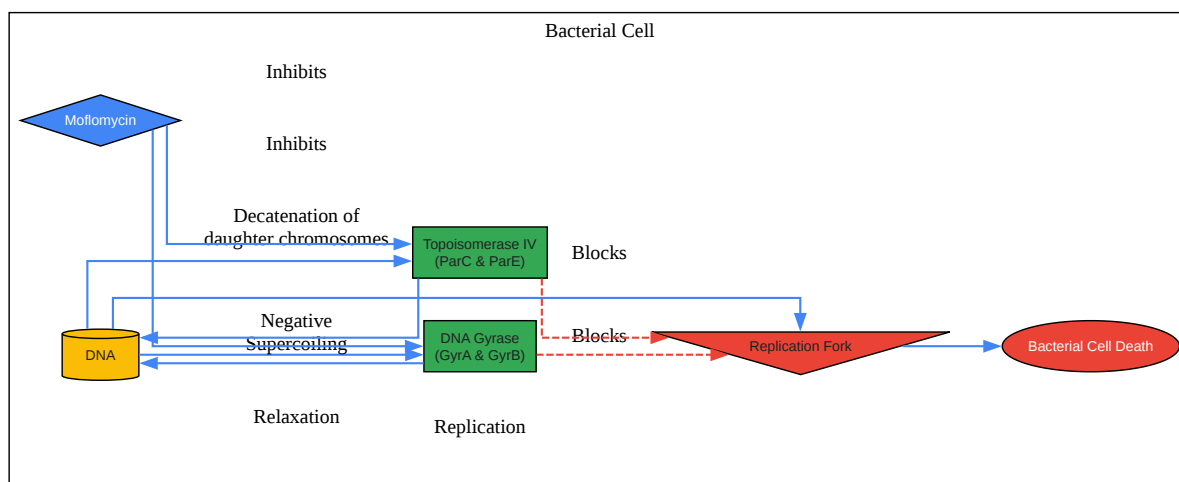 Bacterial Cell
Inhibits
Moflomycin
Inhibits
Decatenation of
daughter chromosomes
Topoisomerase IV
(ParC & ParE)
Blocks
Negative
Supercoiling
DNA
DNA Gyrase
(GyrA & GyrB)
Blocks
Replication Fork
Bacterial Cell Death
Relaxation
Replication